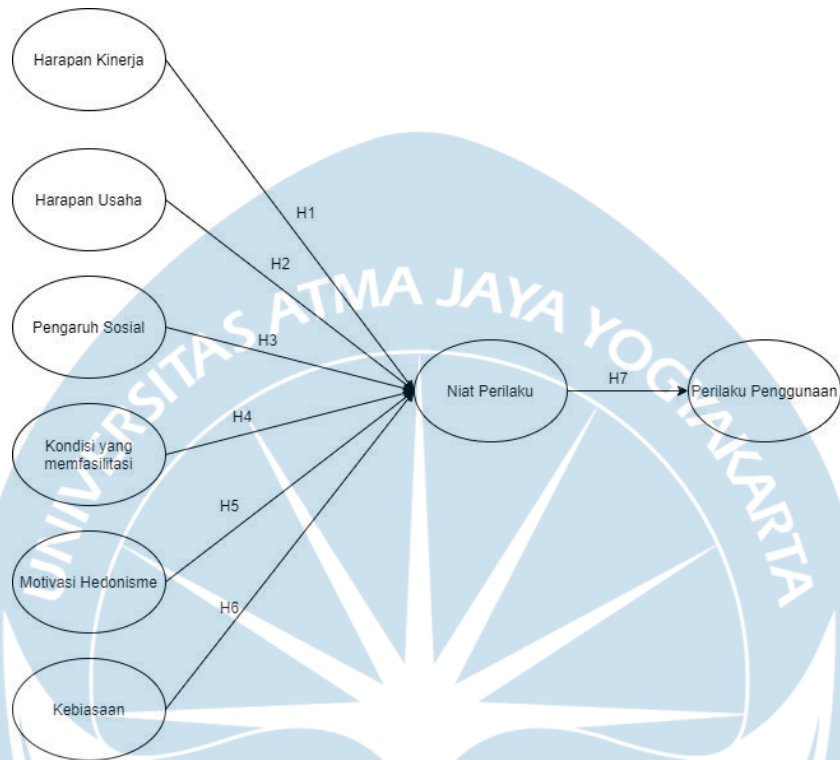 Harapan Kinerja
Harapan Usaha
H1
H2
UNIVERSITAS ATMA JAYA YOGYAKARTA
Pengaruh Sosial
H3
Niat Perilaku
H7
Perilaku Penggunaan
H4
Kondisi yang
memfasilitasi
H5
Motivasi Hedonisme
H6
Kebiasaan